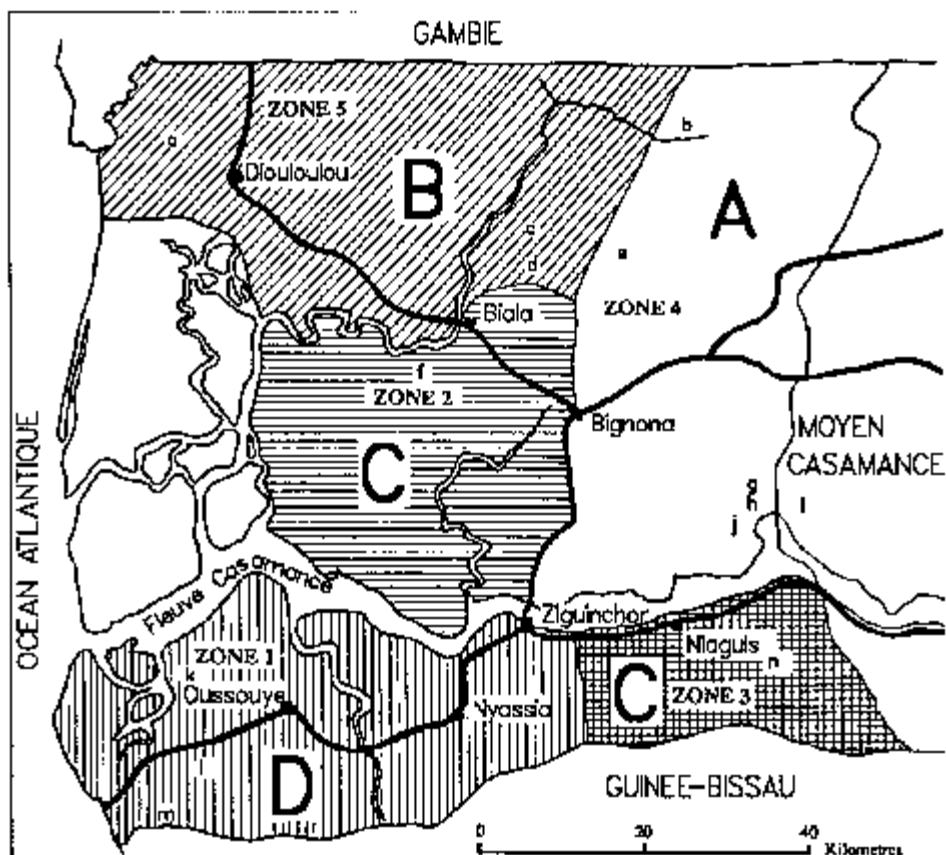 GAMBIE
ZONE 5
b
Diouloulou
B
A
c
d
e
Biala
ZONE 4
f
ZONE 2
Bignona
MOYEN
CASAMANCE
C
g
h
j
OCEAN ATLANTIQUE
Fleuve Casamance
Ziguinchor
ZONE 1
k
Oussouye
Niaguis
n
C
ZONE 3
Nyassia
D
GUINEE-BISSAU
0
20
40
Kilometres